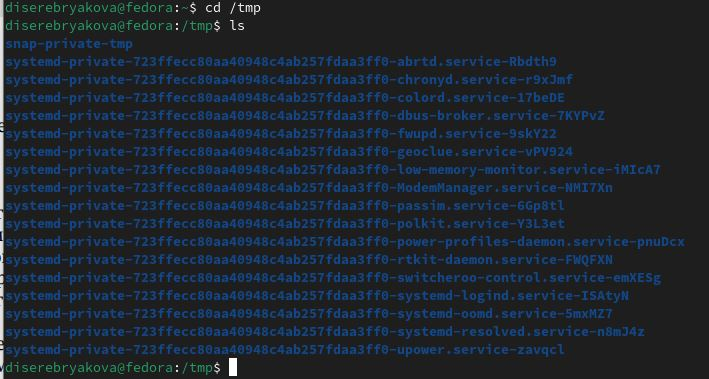 diserebryakova@fedora:~$ cd /tmp
diserebryakova@fedora:/tmp$ ls
snap-private-tmp
systemd-private-723ffecc80aa40948c4ab257fdaa3ff0-abrtd.service-Rbdth9
systemd-private-723ffecc80aa40948c4ab257fdaa3ff0-chronyd.service-r9xJmf
systemd-private-723ffecc80aa40948c4ab257fdaa3ff0-colord.service-17beDE
systemd-private-723ffecc80aa40948c4ab257fdaa3ff0-dbus-broker.service-7KYPvZ
systemd-private-723ffecc80aa40948c4ab257fdaa3ff0-fwupd.service-9skY22
systemd-private-723ffecc80aa40948c4ab257fdaa3ff0-geoclue.service-vPV924
systemd-private-723ffecc80aa40948c4ab257fdaa3ff0-low-memory-monitor.service-iMIcA7
systemd-private-723ffecc80aa40948c4ab257fdaa3ff0-ModemManager.service-NMI7Xn
systemd-private-723ffecc80aa40948c4ab257fdaa3ff0-passim.service-6Gp8tl
systemd-private-723ffecc80aa40948c4ab257fdaa3ff0-polkit.service-Y3L3et
systemd-private-723ffecc80aa40948c4ab257fdaa3ff0-power-profiles-daemon.service-pnuDcx
systemd-private-723ffecc80aa40948c4ab257fdaa3ff0-rtkit-daemon.service-FWQFXN
systemd-private-723ffecc80aa40948c4ab257fdaa3ff0-switcheroo-control.service-emXESg
systemd-private-723ffecc80aa40948c4ab257fdaa3ff0-systemd-logind.service-ISAtyN
systemd-private-723ffecc80aa40948c4ab257fdaa3ff0-systemd-oomd.service-5mxMZ7
systemd-private-723ffecc80aa40948c4ab257fdaa3ff0-systemd-resolved.service-n8mJ4z
systemd-private-723ffecc80aa40948c4ab257fdaa3ff0-upower.service-zavqcl
diserebryakova@fedora:/tmp$